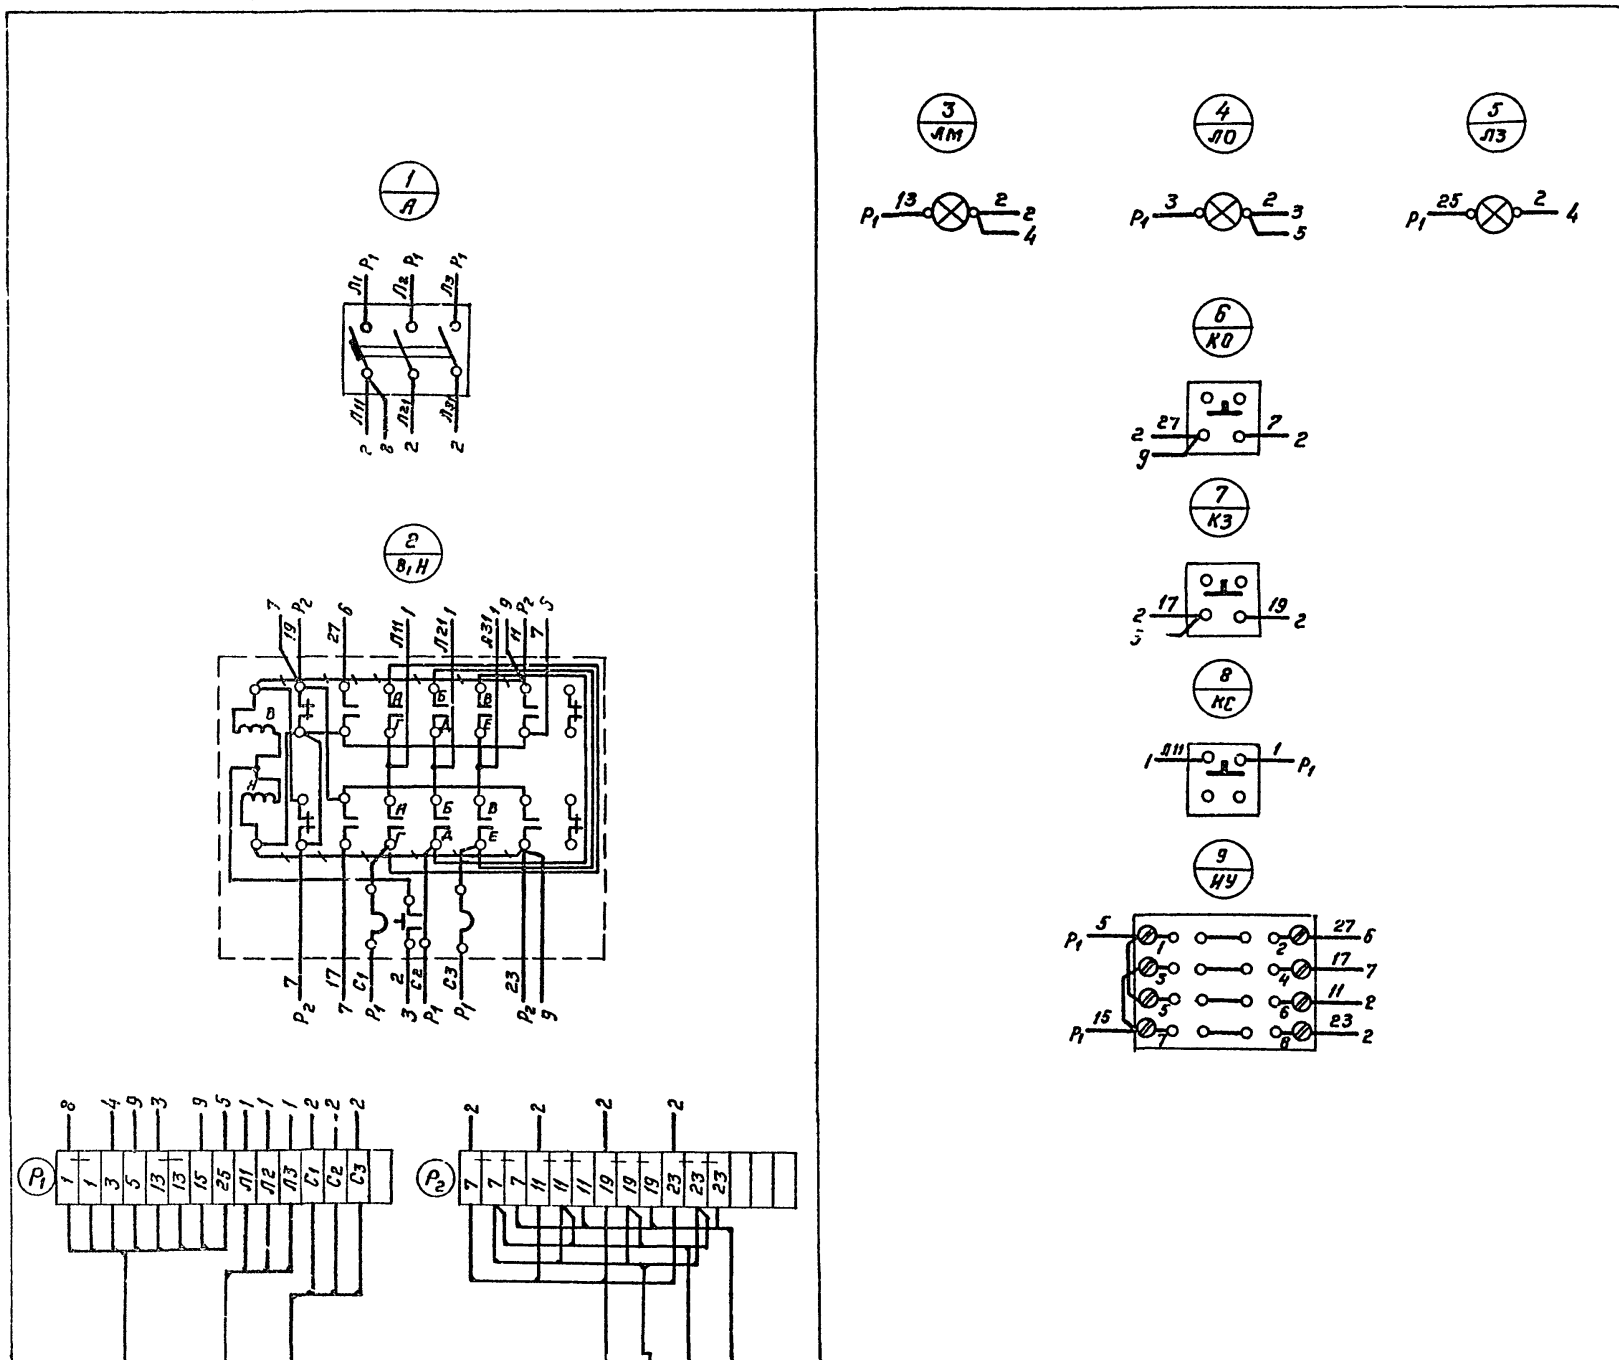 1
А
Л1 Р1 Л2 Р1 Л3 Р1
Л11 Л21 Л31
2 8 2 2
2
В,Н
7 19 Р2 27 6 Л11 1 Л21 1 Л31 1 9 11 Р2 7 5
А Б В
В
Г Д Е
Н
А Б В
Г Д Е
7 17 С1 2 С2 С3 23
Р2 7 Р1 3 Р1 Р1 Р2 9
8 4 9 3 9 5 1 1 1 2 2 2
Р1 1 1 3 5 13 13 15 25 Л1 Л2 Л3 С1 С2 С3
2 2 2 2
Р2 7 7 7 11 11 11 19 19 19 23 23 23
3
ЛМ
Р1 13 2 2
4
4
ЛО
Р1 3 2 3
5
5
ЛЗ
Р1 25 2 4
6
КО
2 27 7 2
9
7
КЗ
2 17 19 2
8
КС
1 Л11 1 Р1
9
НУ
Р1 5 1 2 27 6
3 4 17 7
5 6 11 2
Р1 15 7 8 23 2